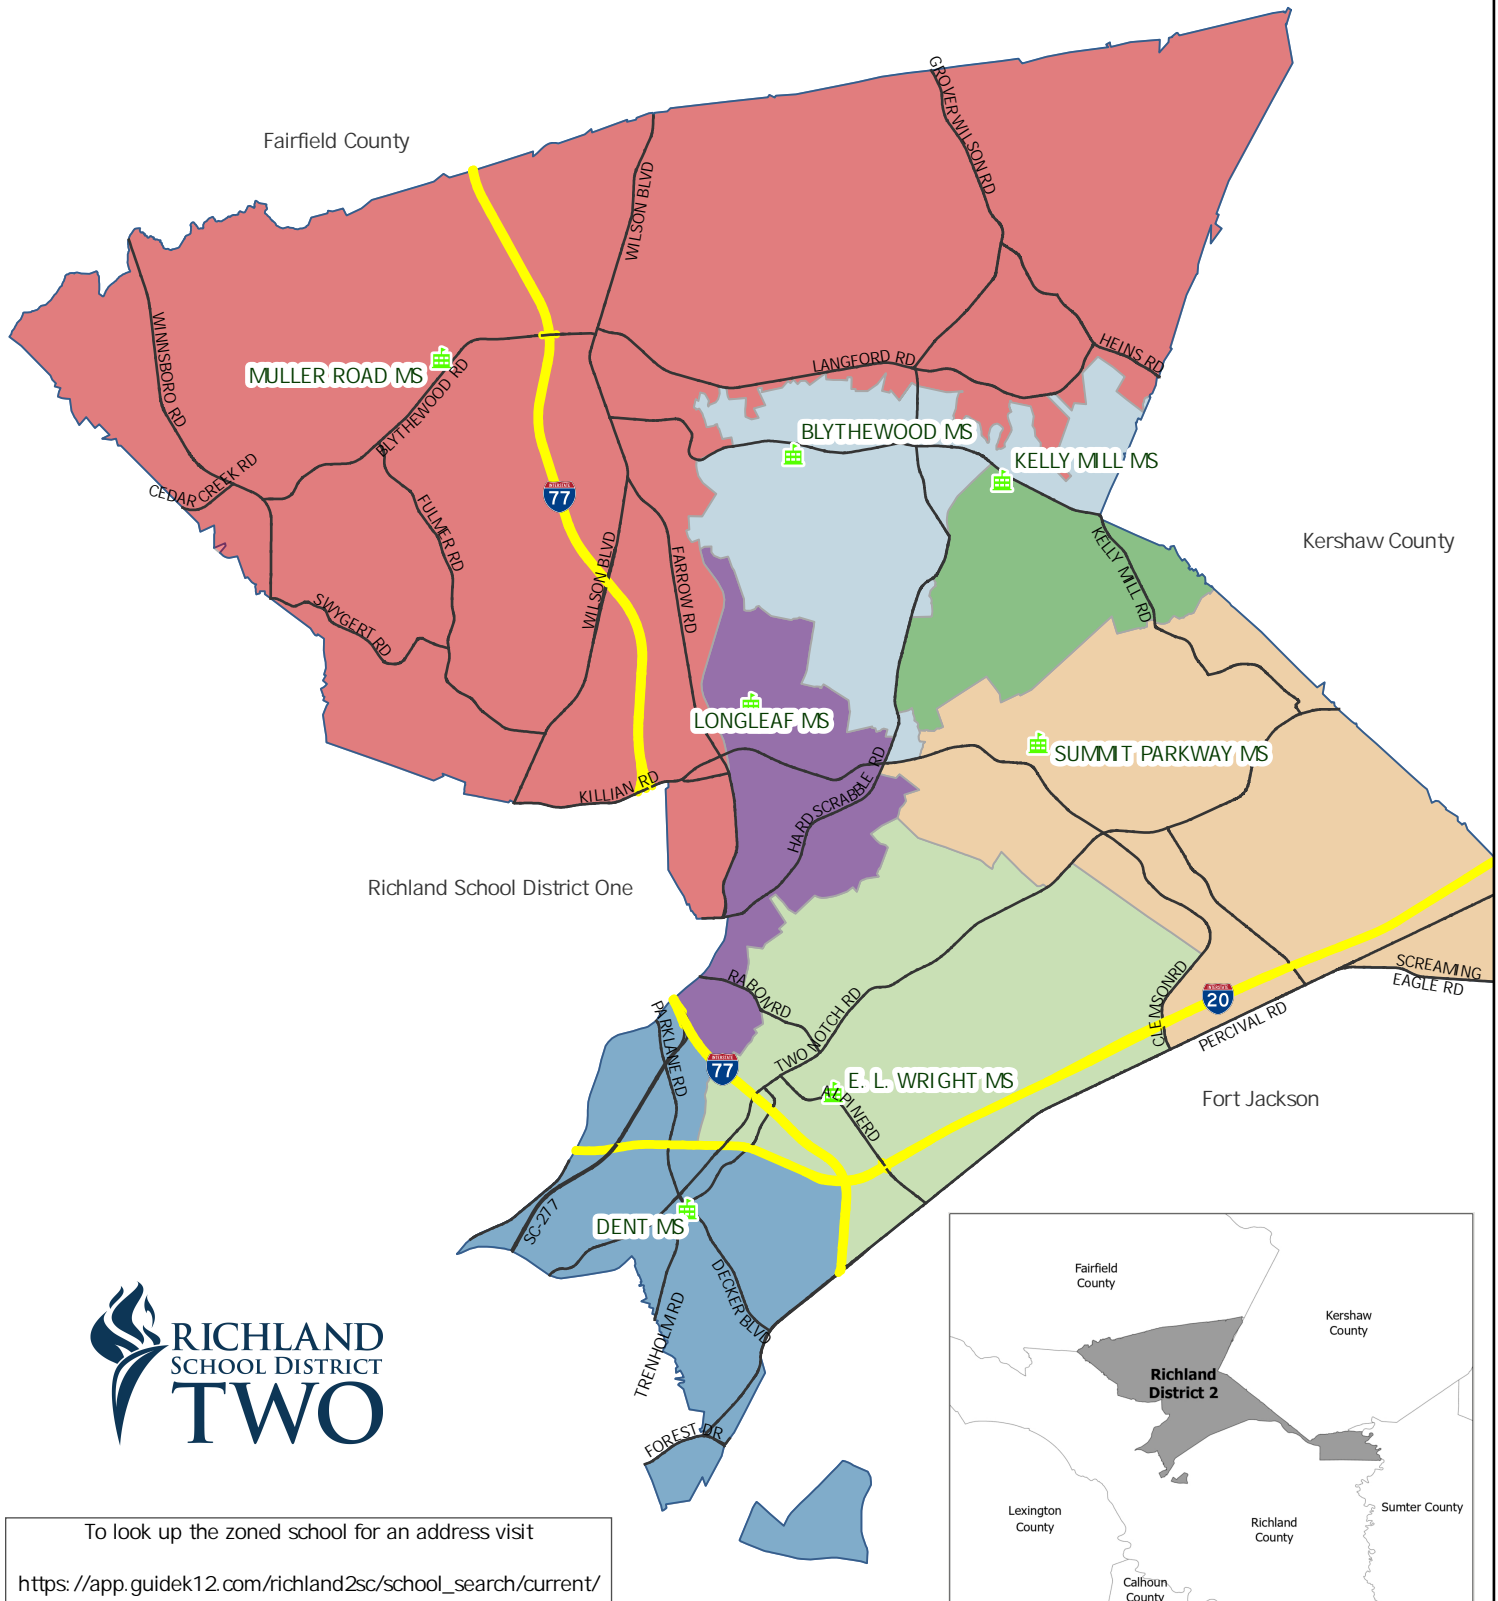 Fairfield County
GROVER WILSON RD
WILSON BLVD
WINNSBORO RD
MULLER ROAD MS
BLYTHEWOOD RD
LANGFORD RD
HEINS RD
BLYTHEWOOD MS
KELLY MILL MS
CEDAR CREEK RD
FULMER RD
77
WILSON BLVD
FARROW RD
KELLY MILL RD
Kershaw County
SWYGERT RD
LONGLEAF MS
SUMMIT PARKWAY MS
KILLIAN RD
HARD SCRABBLE RD
Richland School District One
RABON RD
PARKLANE RD
TWO NOTCH RD
CLEMSON RD
20
SCREAMING
EAGLE RD
PERCIVAL RD
77
E. L. WRIGHT MS
ALPINE RD
Fort Jackson
SC-277
DENT MS
DECKER BLVD
TRENHOLM RD
FOREST DR
RICHLAND
SCHOOL DISTRICT
TWO
To look up the zoned school for an address visit
https://app.guidek12.com/richland2sc/school_search/current/
Fairfield
County
Kershaw
County
Richland
District 2
Lexington
County
Richland
County
Sumter County
Calhoun
County